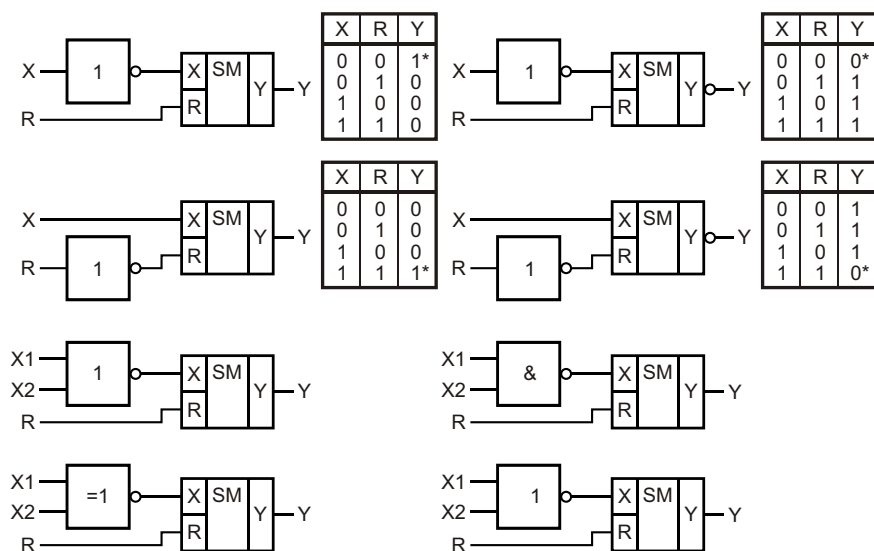 X R Y
X 1 X SM Y Y
R R
0 0 1*
0 1 0
1 0 0
1 1 0
X R Y
X 1 X SM Y Y
R R
0 0 0*
0 1 1
1 0 1
1 1 1
X R Y
X X SM Y Y
R 1 R
0 0 0
0 1 0
1 0 0
1 1 1*
X R Y
X X SM Y Y
R 1 R
0 0 1
0 1 1
1 0 1
1 1 0*
X1
X2 1 X SM Y Y
R R
X1
X2 & X SM Y Y
R R
X1
X2 =1 X SM Y Y
R R
X1
X2 1 X SM Y Y
R R